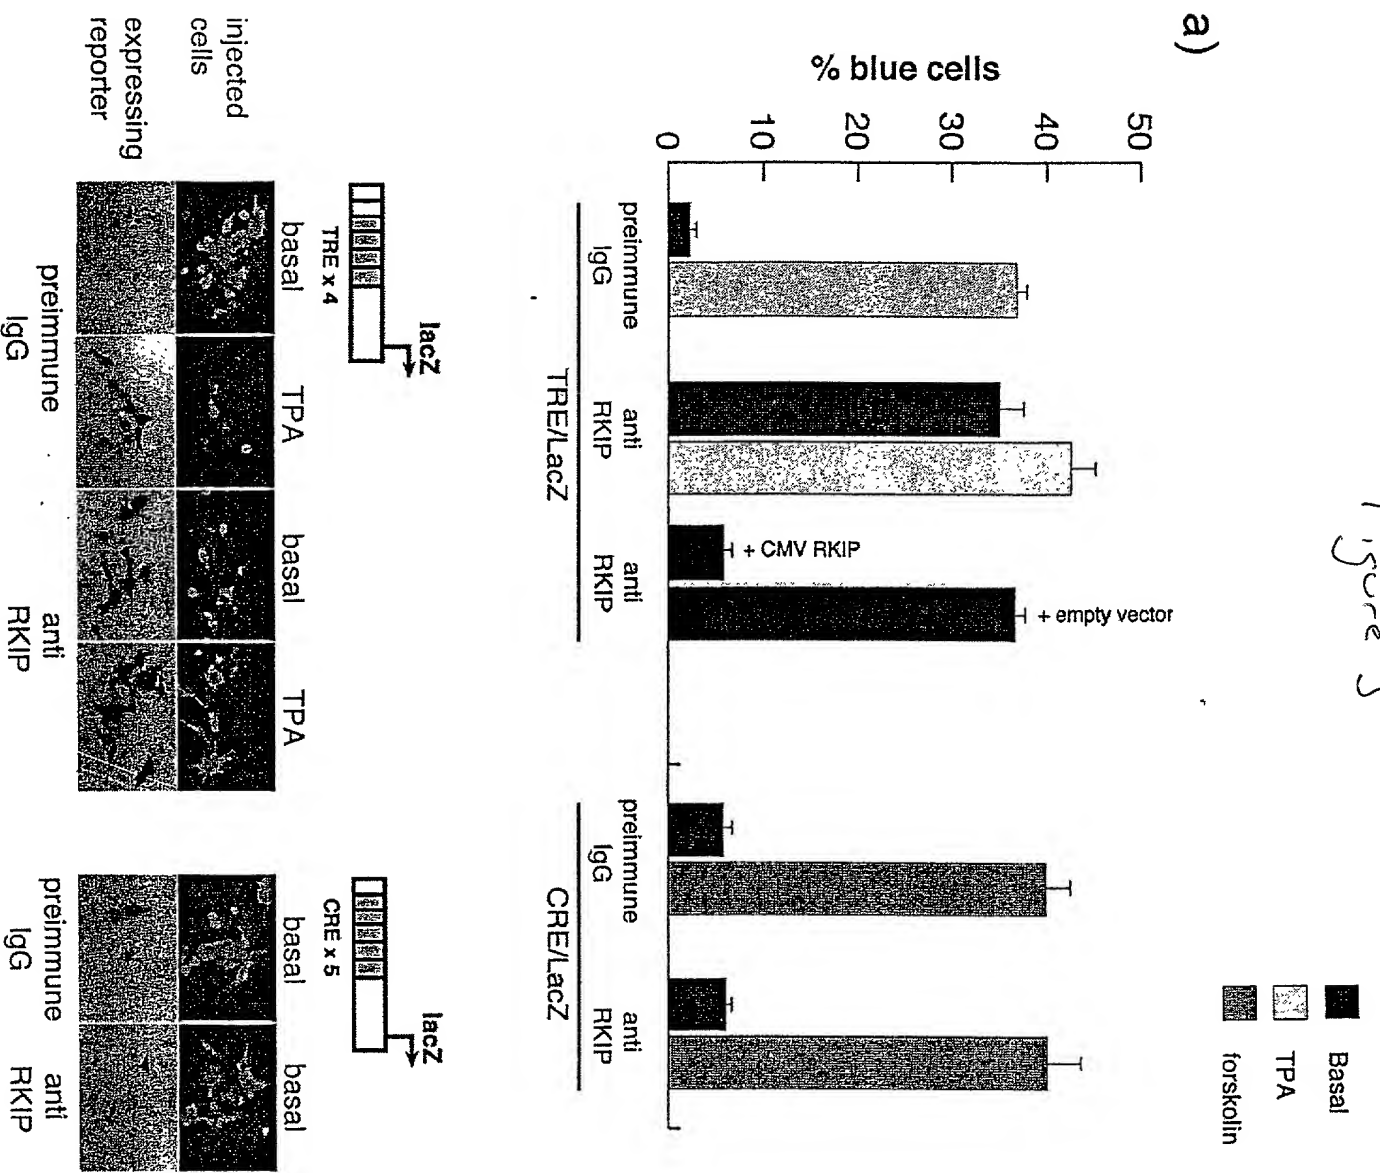 Figure 5
a)
Basal
TPA
forskolin
% blue cells
50
40
30
20
10
0
+ CMV RKIP
+ empty vector
preimmune
IgG
anti
RKIP
anti
RKIP
preimmune
IgG
anti
RKIP
TRE/LacZ
CRE/LacZ
lacZ
TRE x 4
lacZ
CRE x 5
basal
TPA
basal
TPA
basal
basal
injected
cells
expressing
reporter
preimmune
IgG
anti
RKIP
preimmune
IgG
anti
RKIP